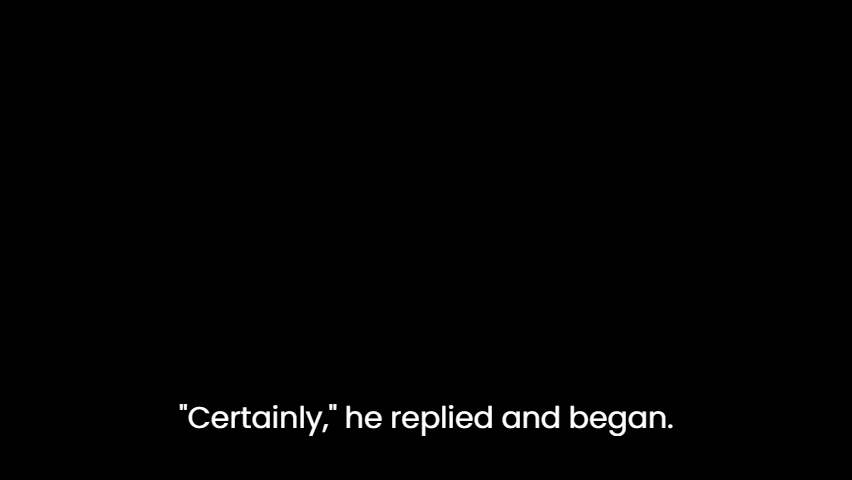 "Certainly," he replied and began.